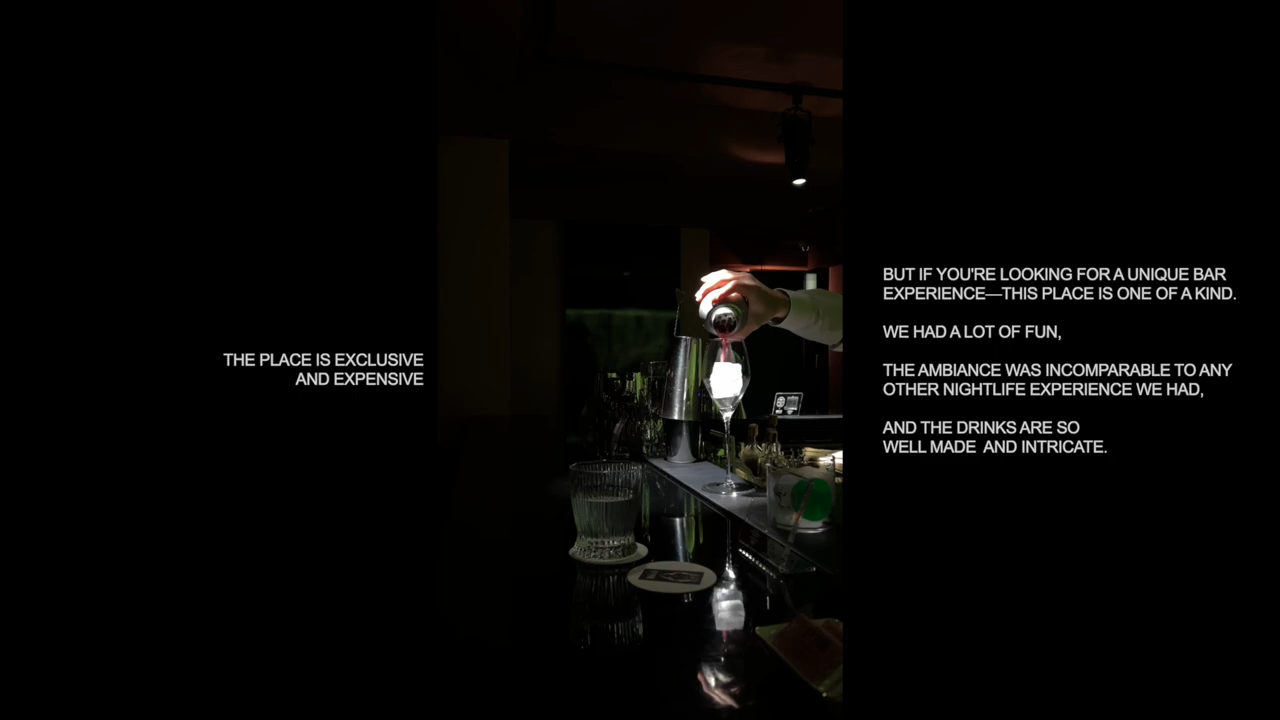 THE PLACE IS EXCLUSIVE
AND EXPENSIVE
BUT IF YOU'RE LOOKING FOR A UNIQUE BAR
EXPERIENCE—THIS PLACE IS ONE OF A KIND.
WE HAD A LOT OF FUN,
THE AMBIANCE WAS INCOMPARABLE TO ANY
OTHER NIGHTLIFE EXPERIENCE WE HAD,
AND THE DRINKS ARE SO
WELL MADE  AND INTRICATE.